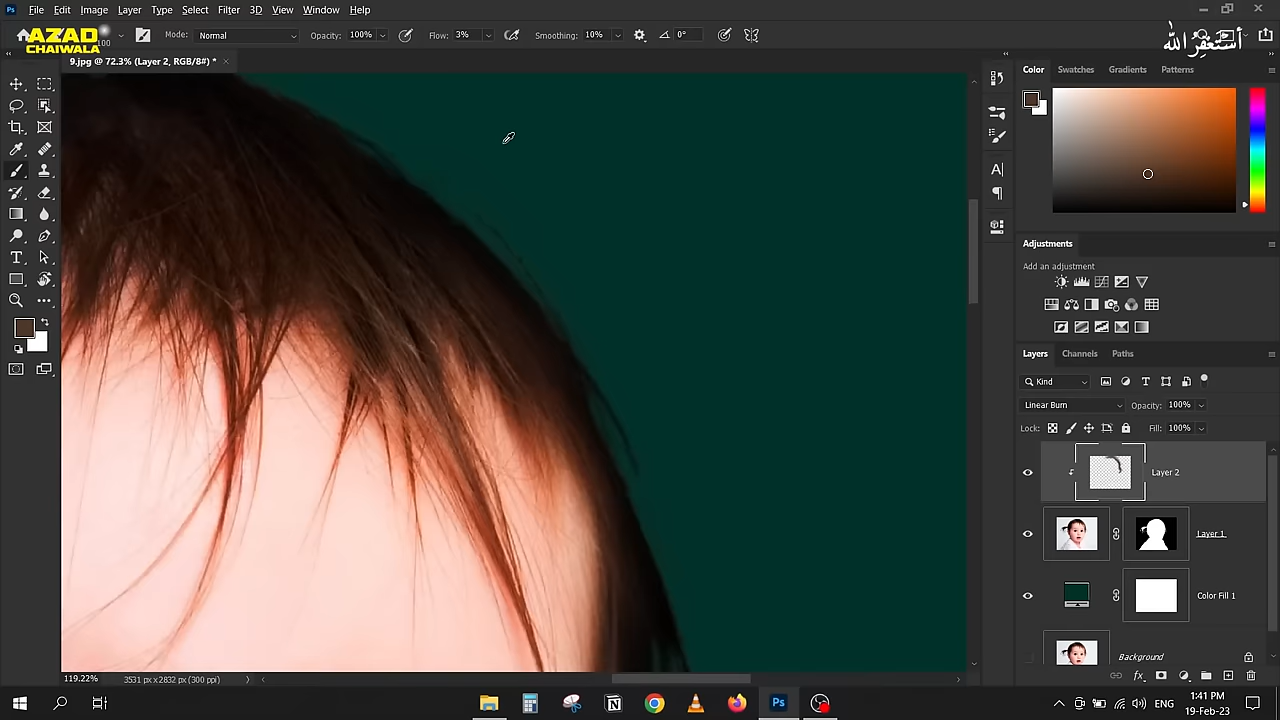 File Edit Image Layer Type Select Filter 3D View Window Help
AZAD
CHAIWALA
100 Mode: Normal Opacity: 100% Flow: 3% Smoothing: 10% 0°
أستغفر الله
9.jpg @ 72.3% (Layer 2, RGB/8#) *
Color Swatches Gradients Patterns
Adjustments
Add an adjustment
Layers Channels Paths
Kind
Linear Burn Opacity: 100%
Lock: Fill: 100%
Layer 2
Layer 1
Color Fill 1
Background
119.22% 3531 px x 2832 px (300 ppi)
ENG
1:41 PM
19-Feb-23